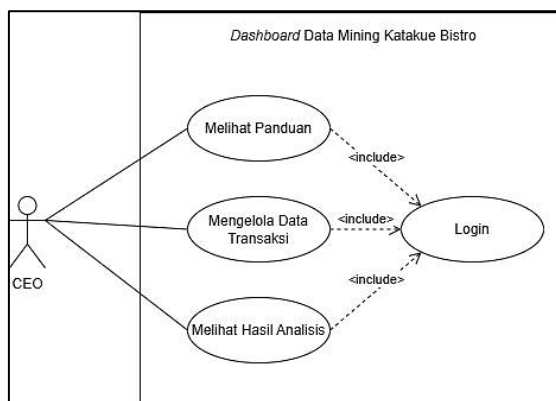 Dashboard Data Mining Katakue Bistro
Melihat Panduan
<include>
Mengelola Data
Transaksi
<include>
Login
CEO
<include>
Melihat Hasil Analisis